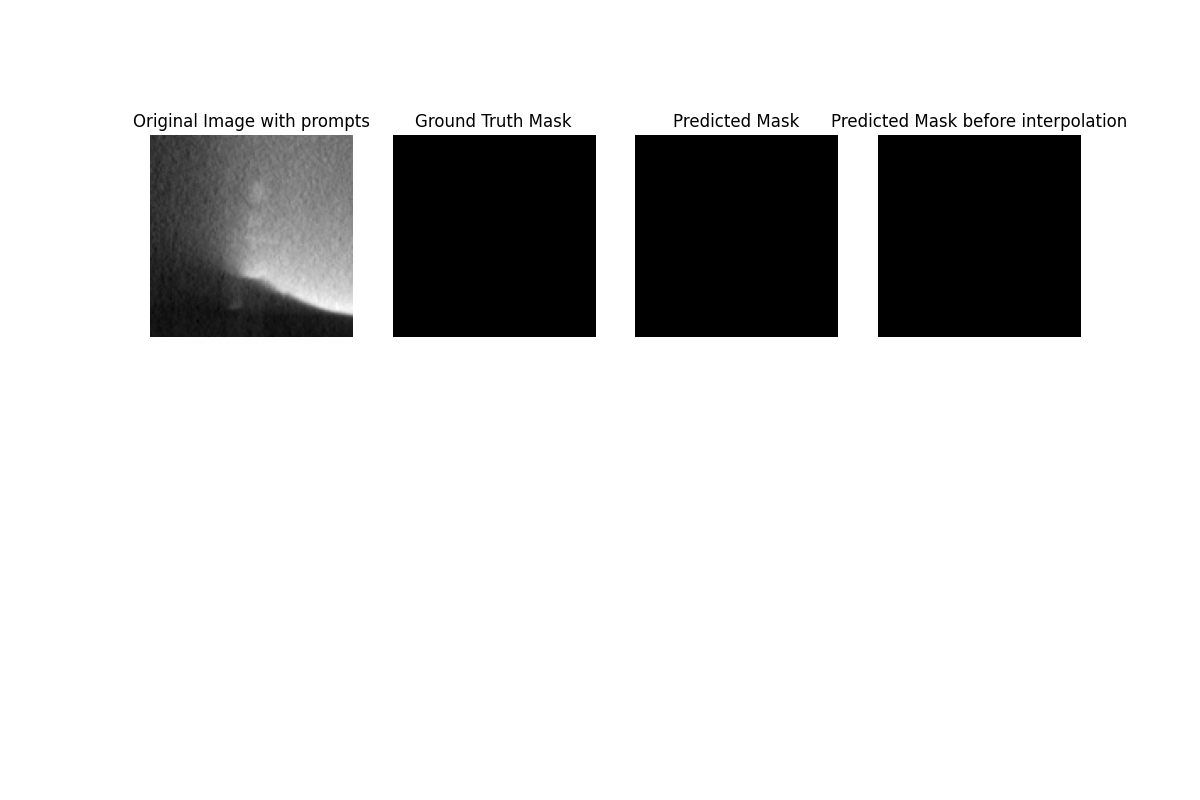 Original Image with prompts
Ground Truth Mask
Predicted Mask
Predicted Mask before interpolation